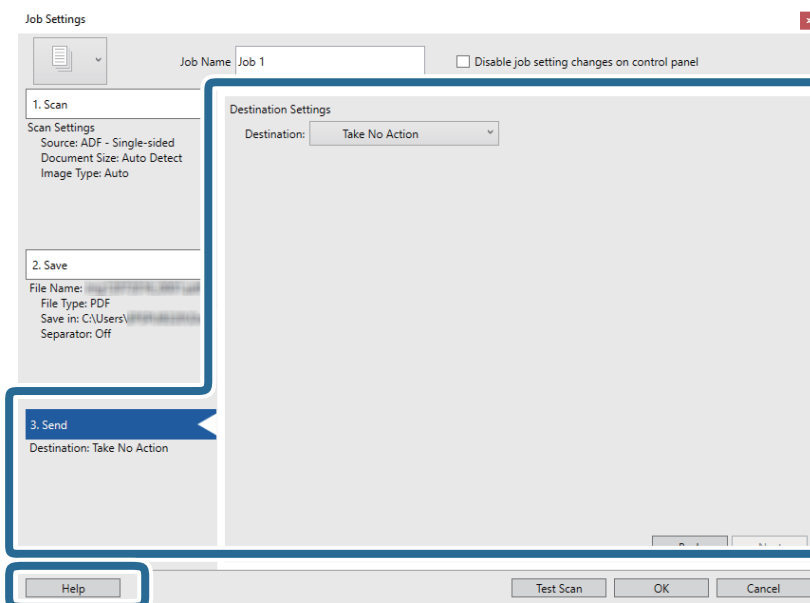 Job Settings
Job Name Job 1
Disable job setting changes on control panel
1. Scan
Scan Settings
Source: ADF - Single-sided
Document Size: Auto Detect
Image Type: Auto
2. Save
File Name:
File Type: PDF
Save in: C:\Users\
Separator: Off
3. Send
Destination: Take No Action
Destination Settings
Destination: Take No Action
Help
Test Scan
OK
Cancel